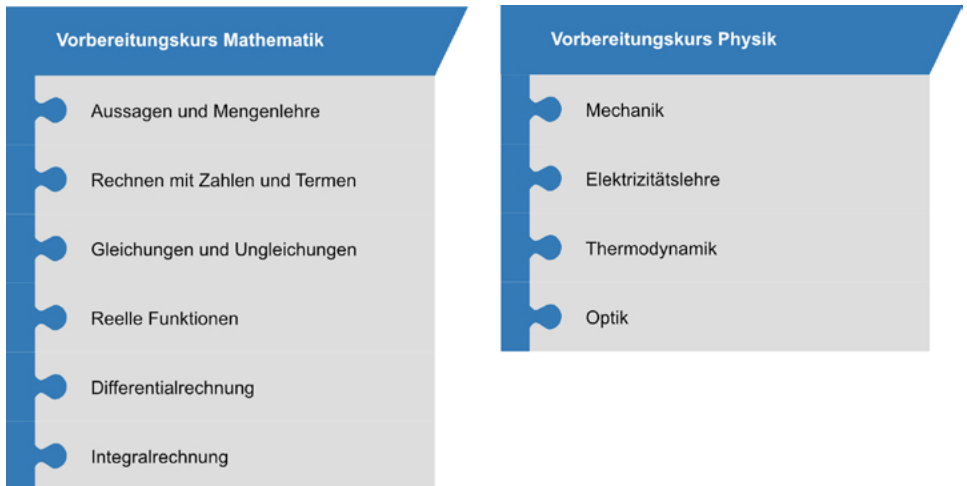 Vorbereitungskurs Mathematik
Aussagen und Mengenlehre
Rechnen mit Zahlen und Termen
Gleichungen und Ungleichungen
Reelle Funktionen
Differentialrechnung
Integralrechnung
Vorbereitungskurs Physik
Mechanik
Elektrizitätslehre
Thermodynamik
Optik